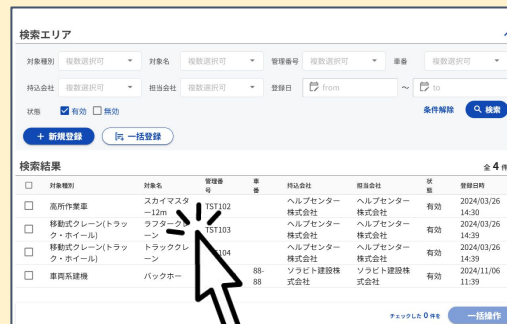 検索エリア
対象種別 複数選択可 対象名 複数選択可 管理番号 複数選択可 車番 複数選択可
持込会社 複数選択可 担当会社 複数選択可 登録日 from ～ to
状態 有効 無効 条件解除 検索
+ 新規登録 一括登録
検索結果 全 4 件
対象種別 対象名 管理番号 車番 持込会社 担当会社 状態 登録日時
高所作業車 スカイマスター12m TST102 ヘルプセンター株式会社 ヘルプセンター株式会社 有効 2024/03/26 14:30
移動式クレーン(トラック・ホイール) ラフタークレーン TST103 ヘルプセンター株式会社 ヘルプセンター株式会社 有効 2024/03/26 14:39
移動式クレーン(トラック・ホイール) トラッククレーン 104 ヘルプセンター株式会社 ヘルプセンター株式会社 有効 2024/03/26 14:39
車両系建機 バックホー 88-88 ソラビト建設株式会社 ソラビト建設株式会社 有効 2024/11/06 11:39
チェックした 0 件を 一括操作